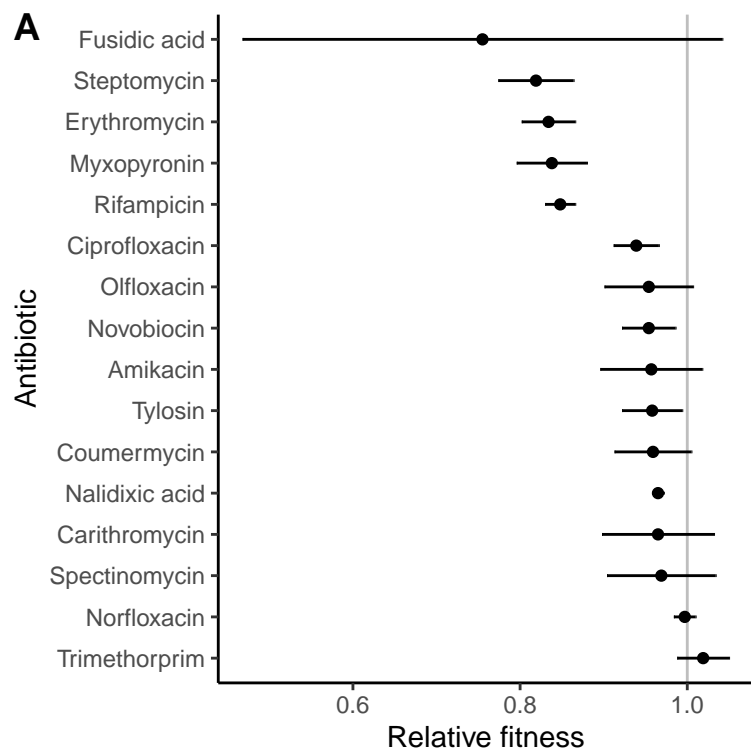 A
Fusidic acid
Steptomycin
Erythromycin
Myxopyronin
Rifampicin
Ciprofloxacin
Olfloxacin
Novobiocin
Amikacin
Tylosin
Coumermycin
Nalidixic acid
Carithromycin
Spectinomycin
Norfloxacin
Trimethorprim
Antibiotic
0.6 0.8 1.0
Relative fitness